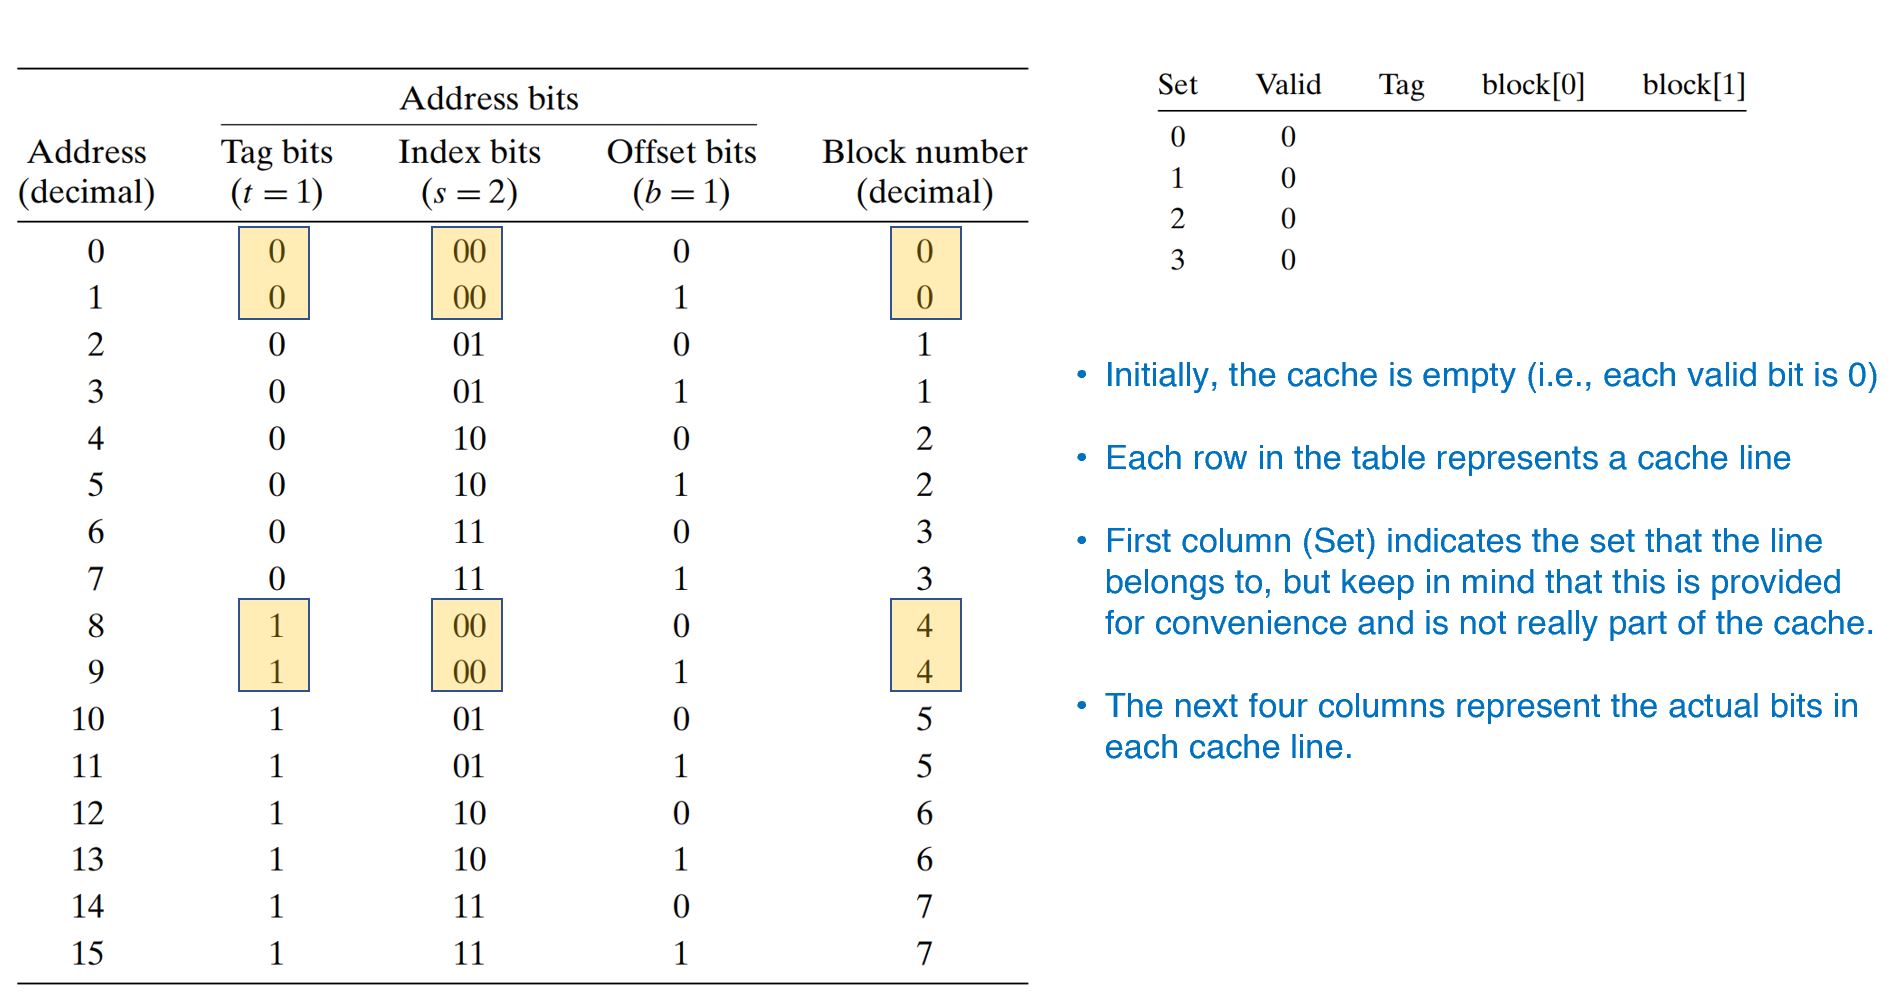 Address bits
Address Tag bits Index bits Offset bits Block number
(decimal) (t = 1) (s = 2) (b = 1) (decimal)
0 0 00 0 0
1 0 00 1 0
2 0 01 0 1
3 0 01 1 1
4 0 10 0 2
5 0 10 1 2
6 0 11 0 3
7 0 11 1 3
8 1 00 0 4
9 1 00 1 4
10 1 01 0 5
11 1 01 1 5
12 1 10 0 6
13 1 10 1 6
14 1 11 0 7
15 1 11 1 7
Set Valid Tag block[0] block[1]
0 0
1 0
2 0
3 0
• Initially, the cache is empty (i.e., each valid bit is 0)
• Each row in the table represents a cache line
• First column (Set) indicates the set that the line
belongs to, but keep in mind that this is provided
for convenience and is not really part of the cache.
• The next four columns represent the actual bits in
each cache line.